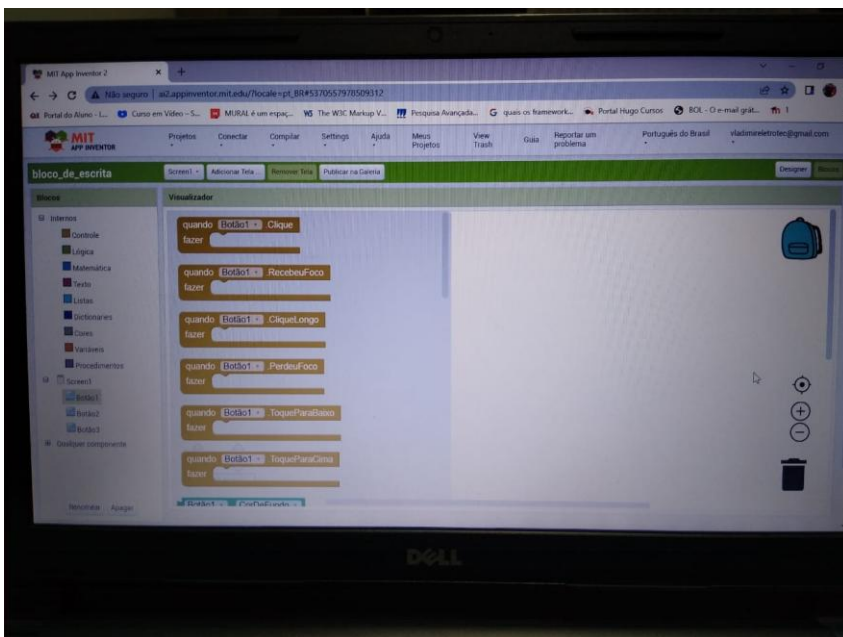 MIT App Inventor 2
Não seguro ai2.appinventor.mit.edu/?locale=pt_BR#5370557978509312
Portal do Aluno - L... Curso em Vídeo – S... MURAL é um espaç... WS The W3C Markup V... Pesquisa Avançada... G quais os framework... Portal Hugo Cursos BOL - O e-mail grát... 1
MIT APP INVENTOR Projetos Conectar Compilar Settings Ajuda Meus Projetos View Trash Guia Reportar um problema Português do Brasil
bloco_de_escrita Screen1 Adicionar Tela ... Remover Tela Publicar na Galeria Designer Blocos
Blocos Visualizador
Internos
Controle
Lógica
Matemática
Texto
Listas
Dictionaries
Cores
Variáveis
Procedimentos
Screen1
Botão1
Botão2
Botão3
Qualquer componente
Renomear Apagar
quando Botão1 .Clique
fazer
quando Botão1 .RecebeuFoco
fazer
quando Botão1 .CliqueLongo
fazer
quando Botão1 .PerdeuFoco
fazer
quando Botão1 .ToqueParaBaixo
fazer
quando Botão1 .ToqueParaCima
fazer
Botão1 . CorDeFundo
DELL